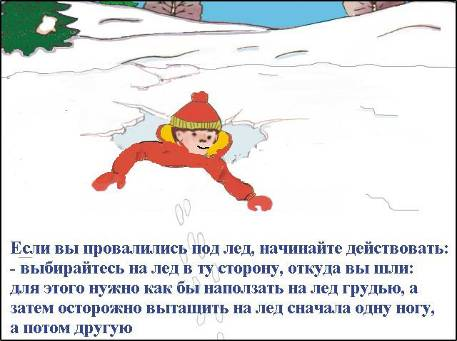 Если вы провалились под лед, начинайте действовать:
- выбирайтесь на лед в ту сторону, откуда вы шли:
для этого нужно как бы наползать на лед грудью, а
затем осторожно вытащить на лед сначала одну ногу,
а потом другую